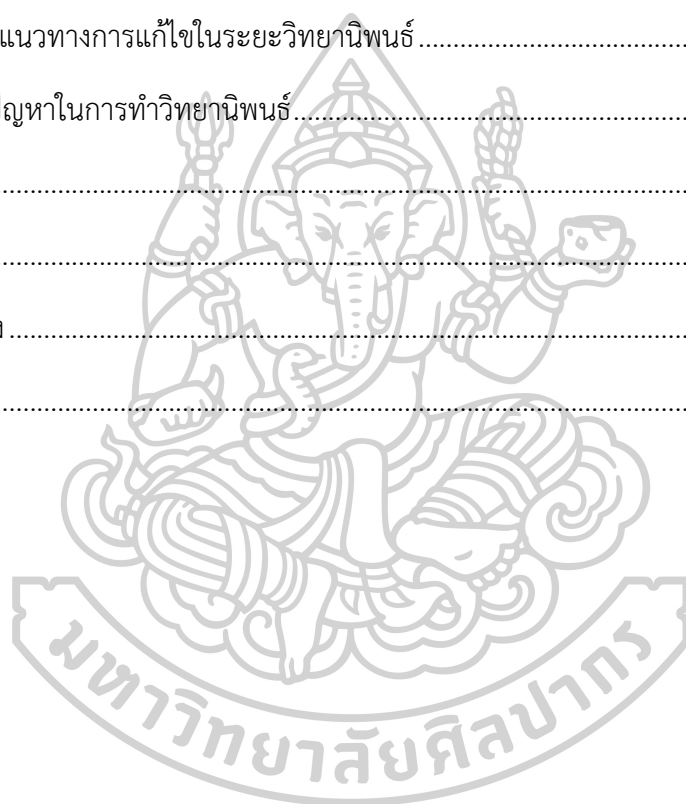 แนวทางการแก้ไขในระยะวิทยานิพนธ์............................................
ปัญหาในการทำวิทยานิพนธ์............................................................
................................................................................................
................................................................................................
................................................................................................
................................................................................................
มหาวิทยาลัยศิลปากร